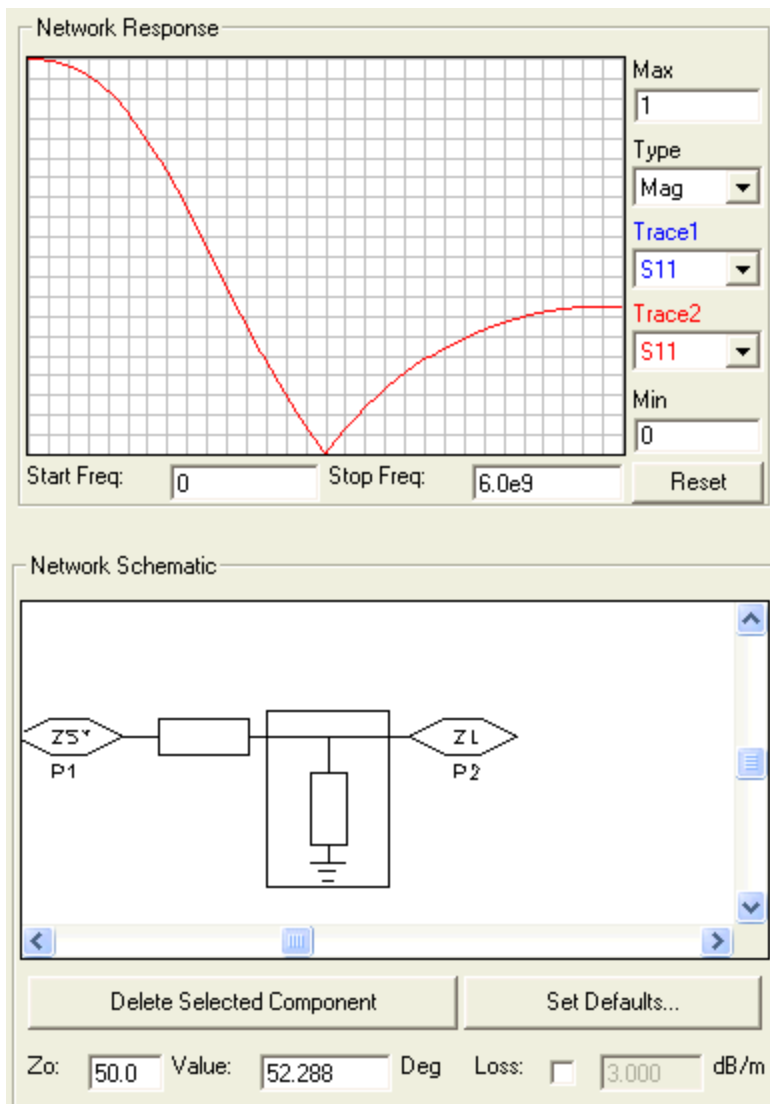 Network Response
Max
1
Type
Mag
Trace1
S11
Trace2
S11
Min
0
Start Freq: 0 Stop Freq: 6.0e9 Reset
Network Schematic
ZS* ZL
P1 P2
Delete Selected Component Set Defaults...
Zo: 50.0 Value: 52.288 Deg Loss: 3.000 dB/m